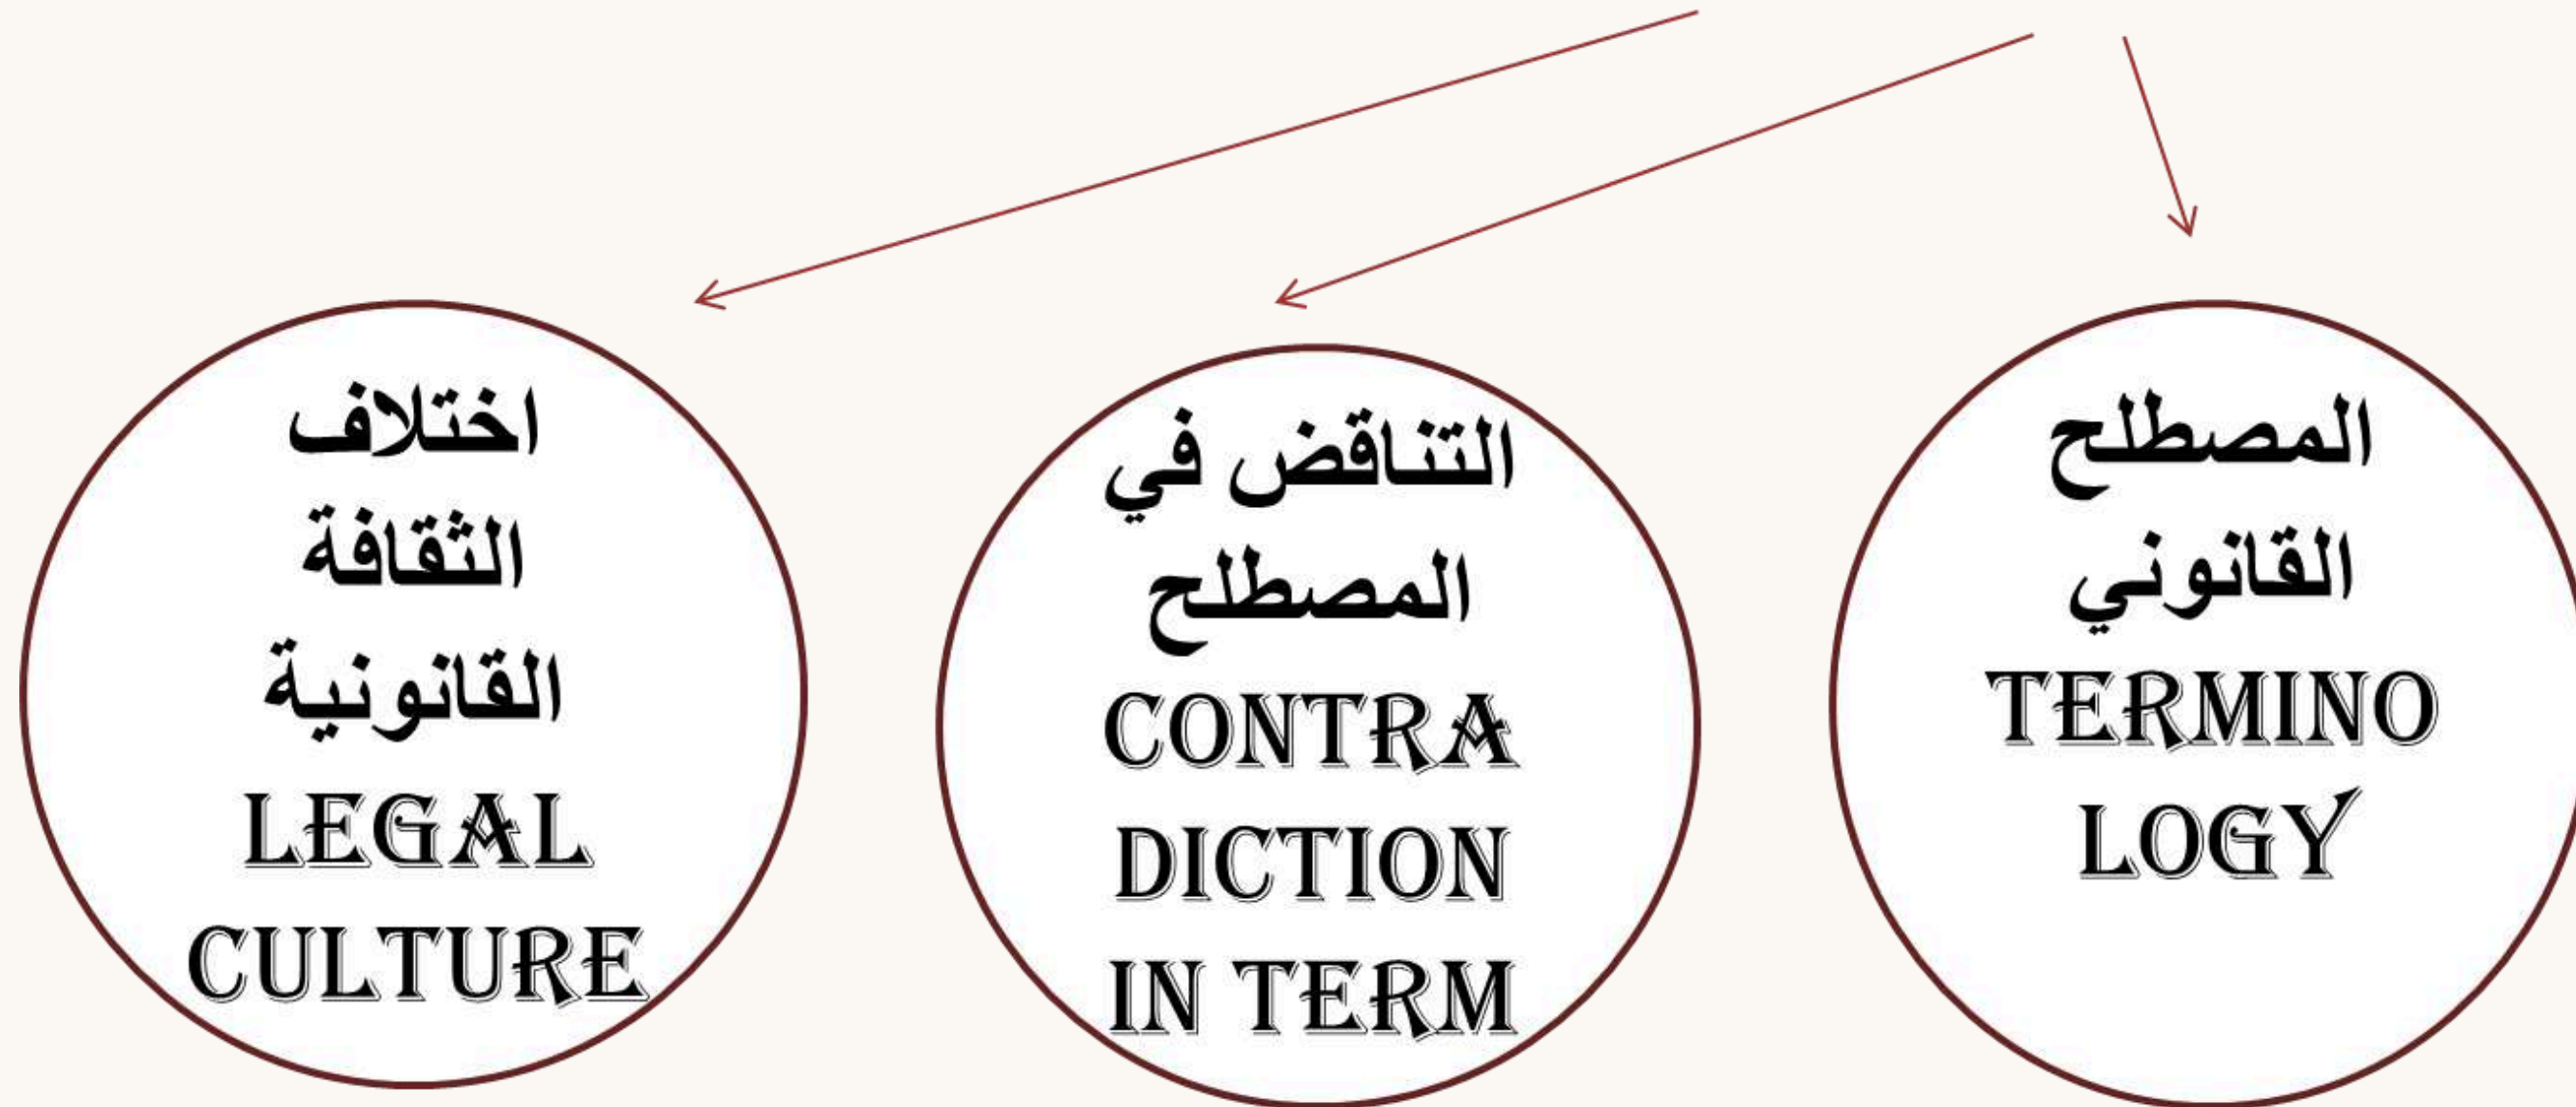 المصطلح
القانوني
TERMINO
LOGY
التناقض في
المصطلح
CONTRA
DICTION
IN TERM
اختلاف
الثقافة
القانونية
LEGAL
CULTURE